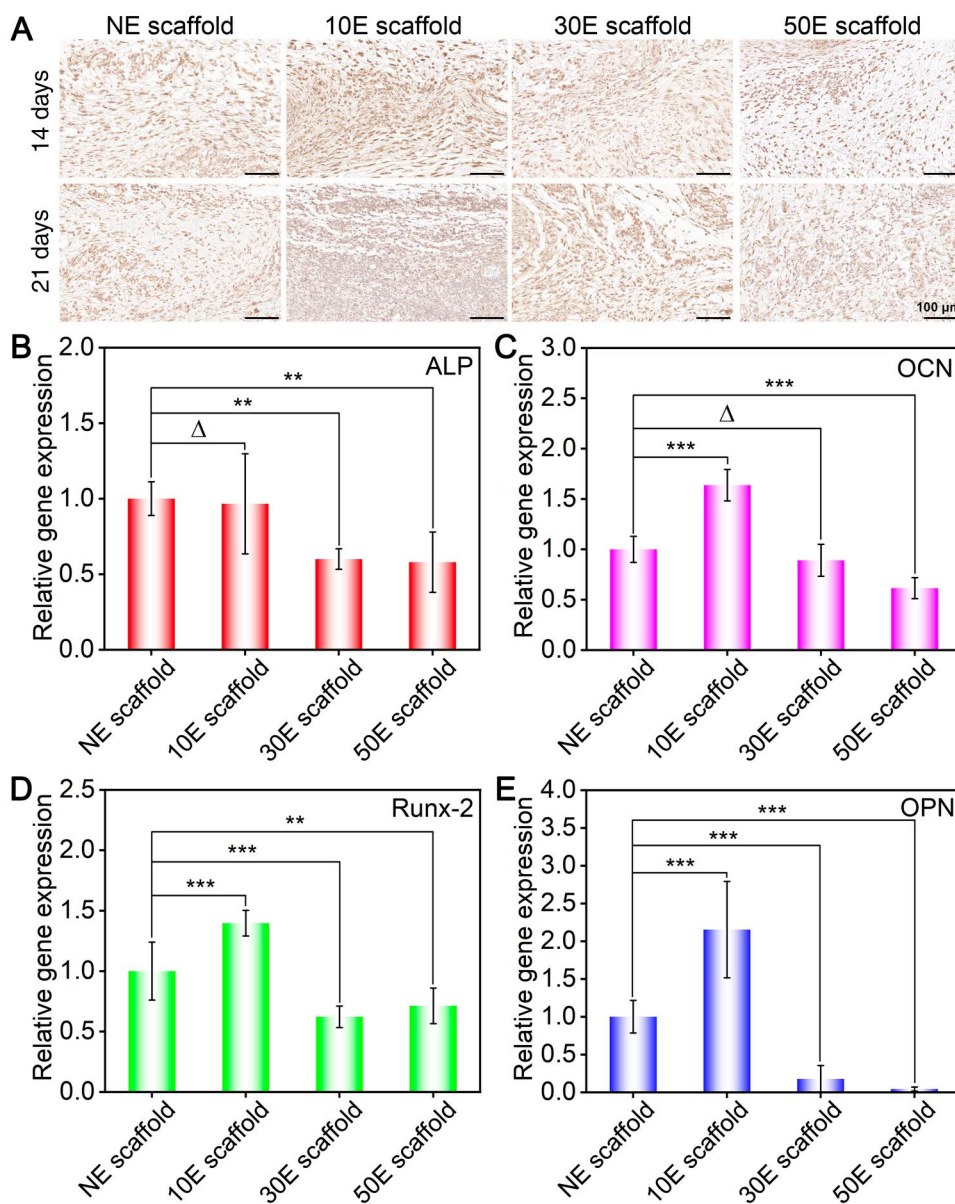 A
NE scaffold 10E scaffold 30E scaffold 50E scaffold
14 days
21 days
100 μm
B
ALP
Relative gene expression
2.0
1.5
1.0
0.5
0.0
**
**
Δ
NE scaffold
10E scaffold
30E scaffold
50E scaffold
C
OCN
Relative gene expression
3.0
2.5
2.0
1.5
1.0
0.5
0.0
***
Δ
***
NE scaffold
10E scaffold
30E scaffold
50E scaffold
D
Runx-2
Relative gene expression
2.5
2.0
1.5
1.0
0.5
0.0
**
***
***
NE scaffold
10E scaffold
30E scaffold
50E scaffold
E
OPN
Relative gene expression
4.0
3.5
3.0
2.5
2.0
1.5
1.0
0.5
0.0
***
***
***
NE scaffold
10E scaffold
30E scaffold
50E scaffold